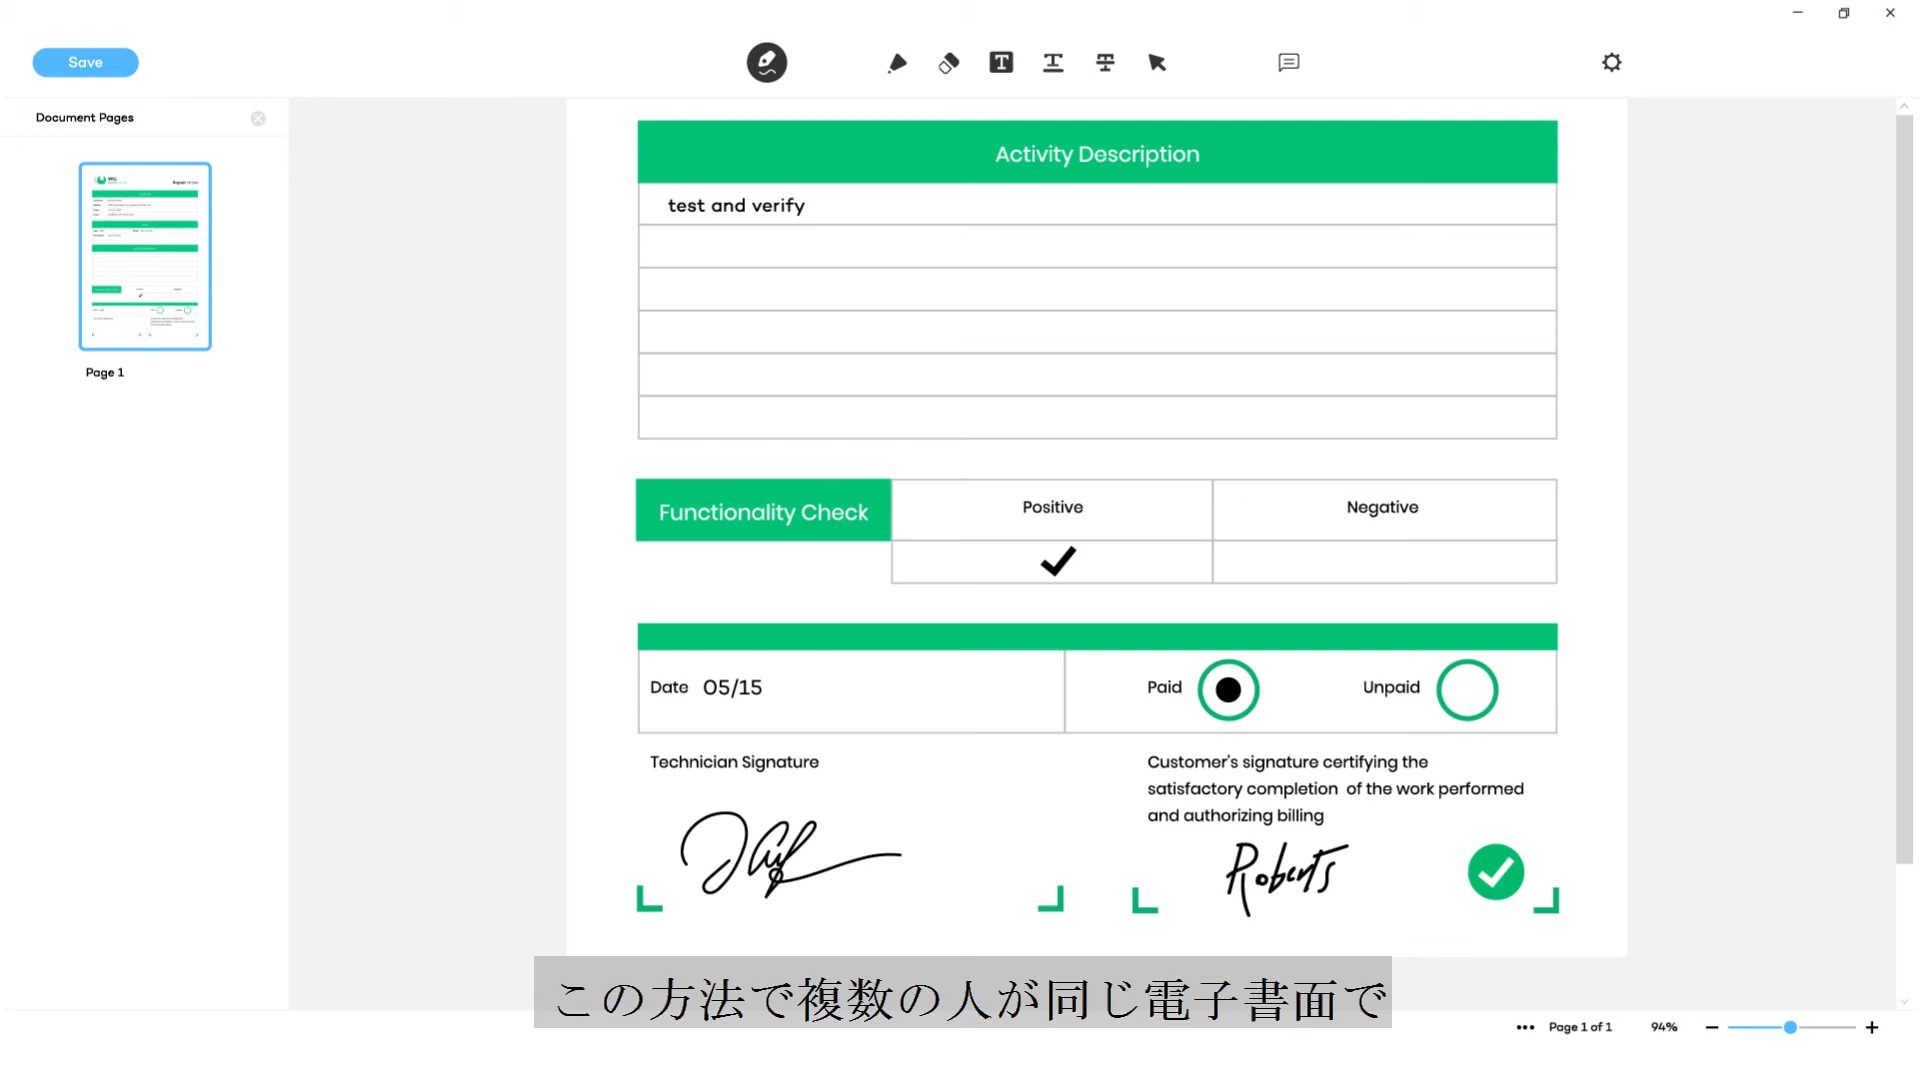 Save
Document Pages
Page 1
Activity Description
test and verify
Functionality Check
Positive
Negative
Date 05/15
Paid
Unpaid
Technician Signature
Customer's signature certifying the
satisfactory completion of the work performed
and authorizing billing
Roberts
この方法で複数の人が同じ電子書面で
Page 1 of 1
94%